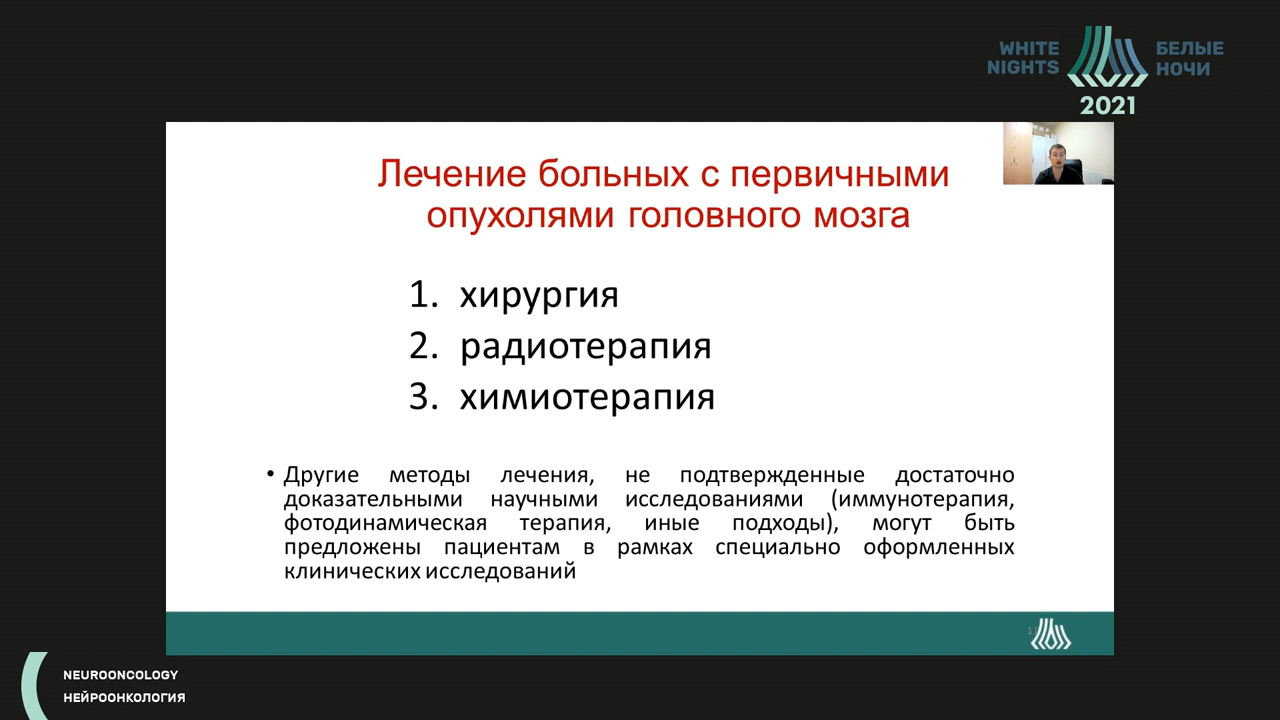 WHITE
NIGHTS
БЕЛЫЕ
НОЧИ
2021
Лечение больных с первичными
опухолями головного мозга
1. хирургия
2. радиотерапия
3. химиотерапия
• Другие методы лечения, не подтвержденные достаточно
доказательными научными исследованиями (иммунотерапия,
фотодинамическая терапия, иные подходы), могут быть
предложены пациентам в рамках специально оформленных
клинических исследований
NEUROONCOLOGY
НЕЙРООНКОЛОГИЯ